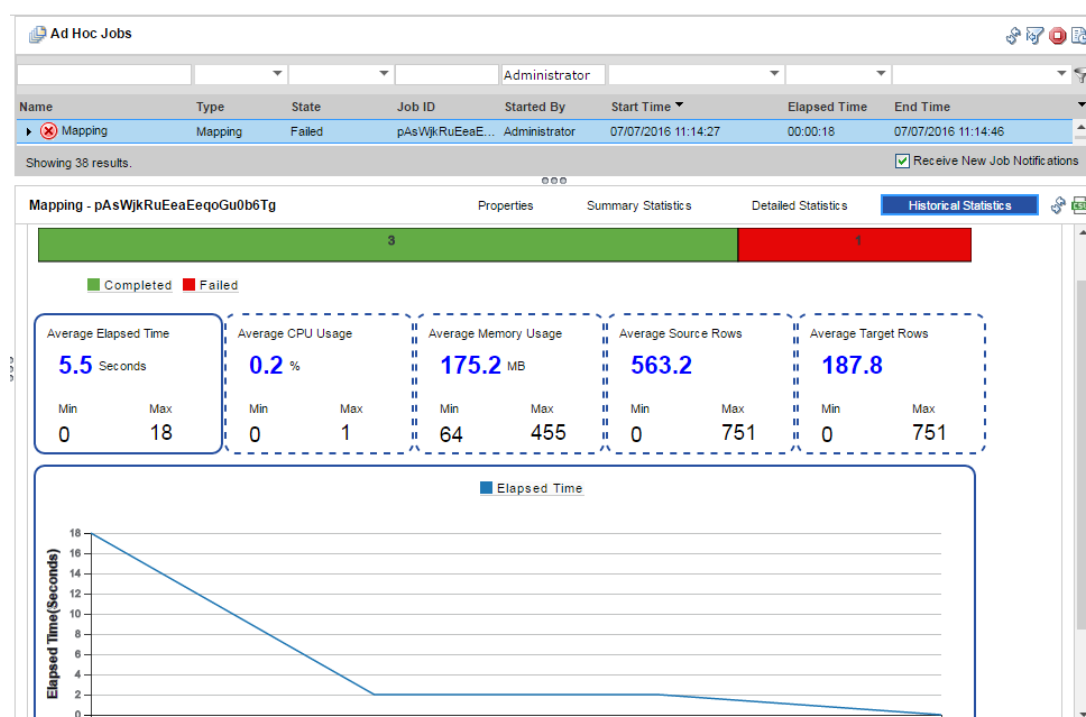 Ad Hoc Jobs
Administrator
Name Type State Job ID Started By Start Time Elapsed Time End Time
Mapping Mapping Failed pAsWjkRuEeaE... Administrator 07/07/2016 11:14:27 00:00:18 07/07/2016 11:14:46
Showing 38 results. Receive New Job Notifications
Mapping - pAsWjkRuEeaEeqoGu0b6Tg Properties Summary Statistics Detailed Statistics Historical Statistics
3 1
Completed Failed
Average Elapsed Time Average CPU Usage Average Memory Usage Average Source Rows Average Target Rows
5.5 Seconds 0.2 % 175.2 MB 563.2 187.8
Min Max Min Max Min Max Min Max Min Max
0 18 0 1 64 455 0 751 0 751
Elapsed Time
Elapsed Time(Seconds)
18
16
14
12
10
8
6
4
2
0